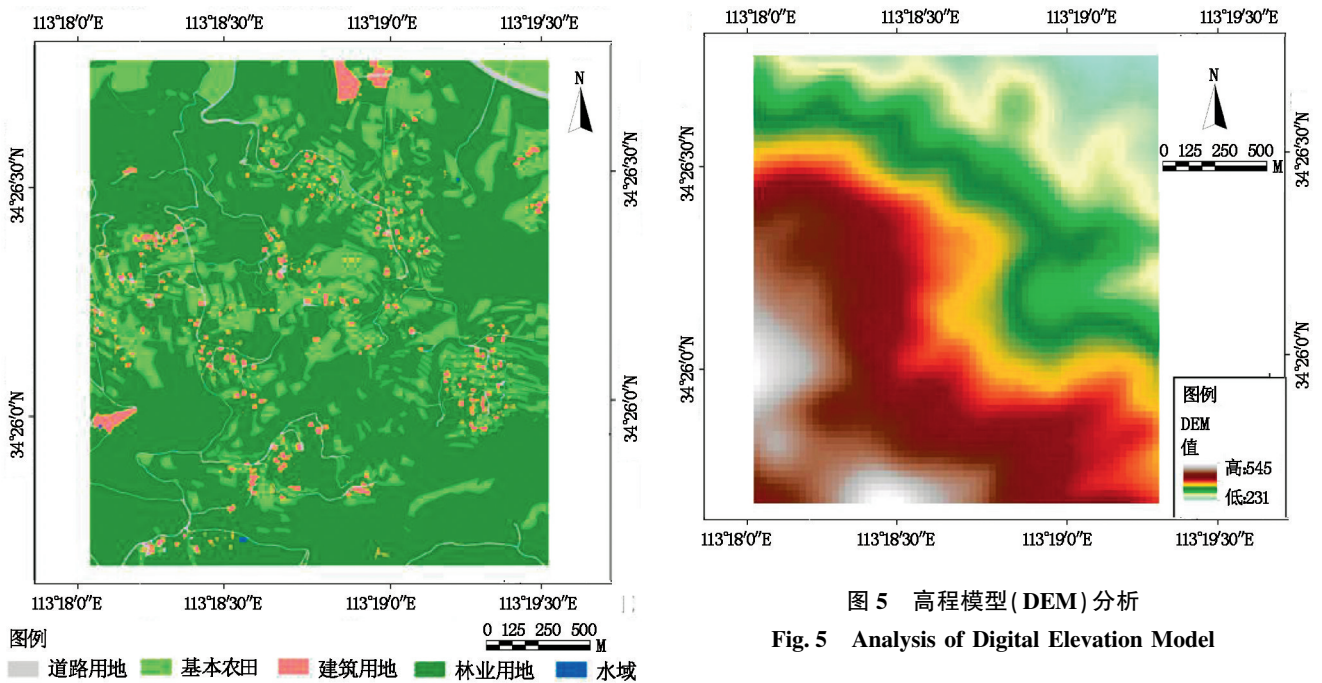 113°18′0″E 113°18′30″E 113°19′0″E 113°19′30″E
N
34°26′30″N 34°26′30″N
34°26′0″N 34°26′0″N
113°18′0″E 113°18′30″E 113°19′0″E 113°19′30″E
图例
0 125 250 500
M
道路用地 基本农田 建筑用地 林业用地 水域
113°18′0″E 113°18′30″E 113°19′0″E 113°19′30″E
N
0 125 250 500
M
34°26′30″N 34°26′30″N
34°26′0″N 34°26′0″N
图例
DEM
值
高:545
低:231
113°18′0″E 113°18′30″E 113°19′0″E 113°19′30″E
图 5 高程模型(DEM)分析
Fig. 5 Analysis of Digital Elevation Model